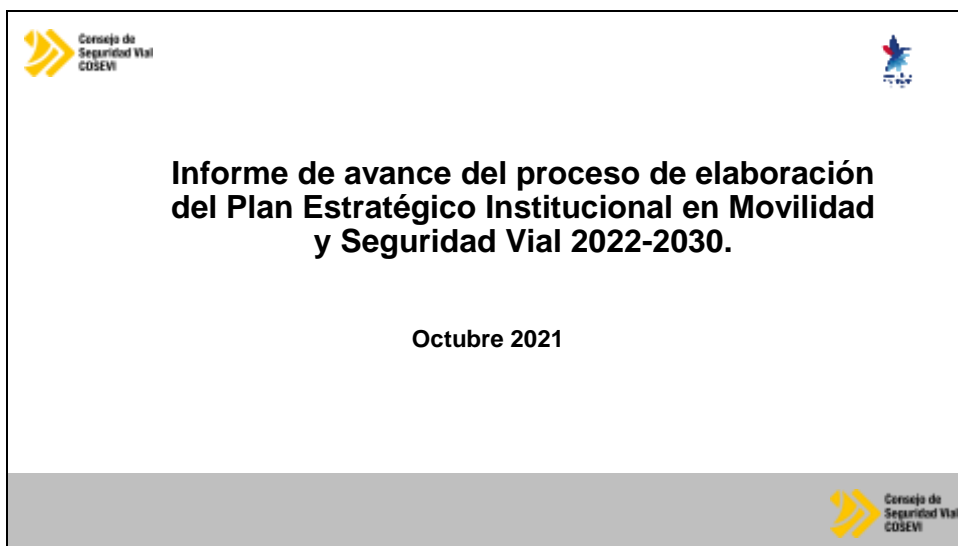 Consejo de
Seguridad Vial
COSEVI
Informe de avance del proceso de elaboración
del Plan Estratégico Institucional en Movilidad
y Seguridad Vial 2022-2030.
Octubre 2021
Consejo de
Seguridad Vial
COSEVI